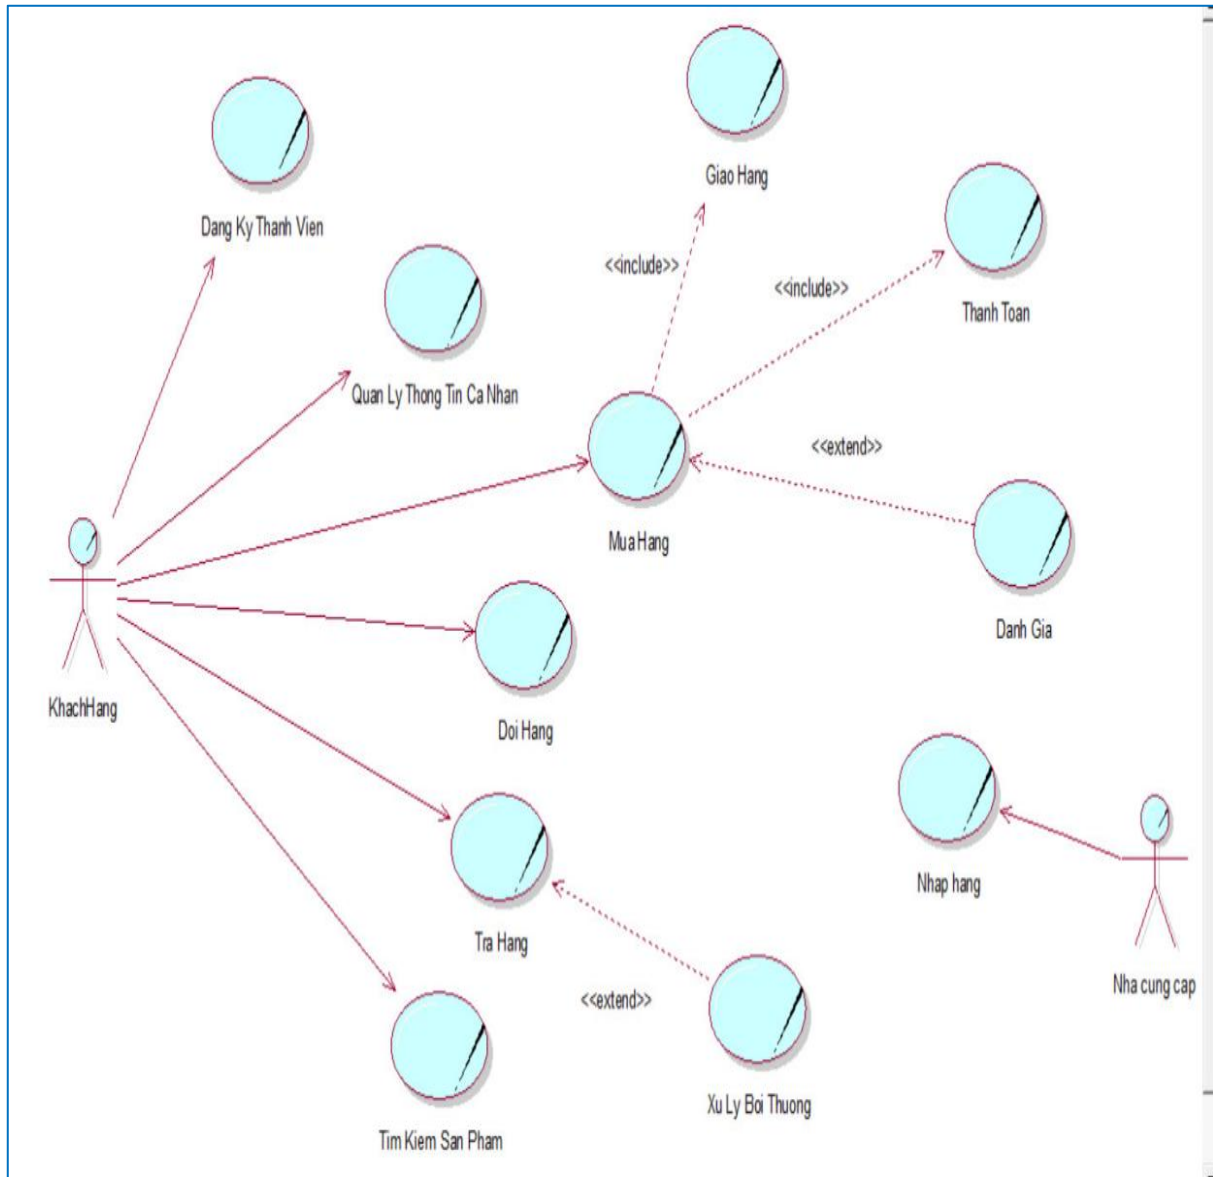 Giao Hang
Dang Ky Thanh Vien
<<include>>
<<include>>
Thanh Toan
Quan Ly Thong Tin Ca Nhan
<<extend>>
Mua Hang
Danh Gia
KhachHang
Doi Hang
Nhap hang
Tra Hang
Nha cung cap
<<extend>>
Xu Ly Boi Thuong
Tim Kiem San Pham